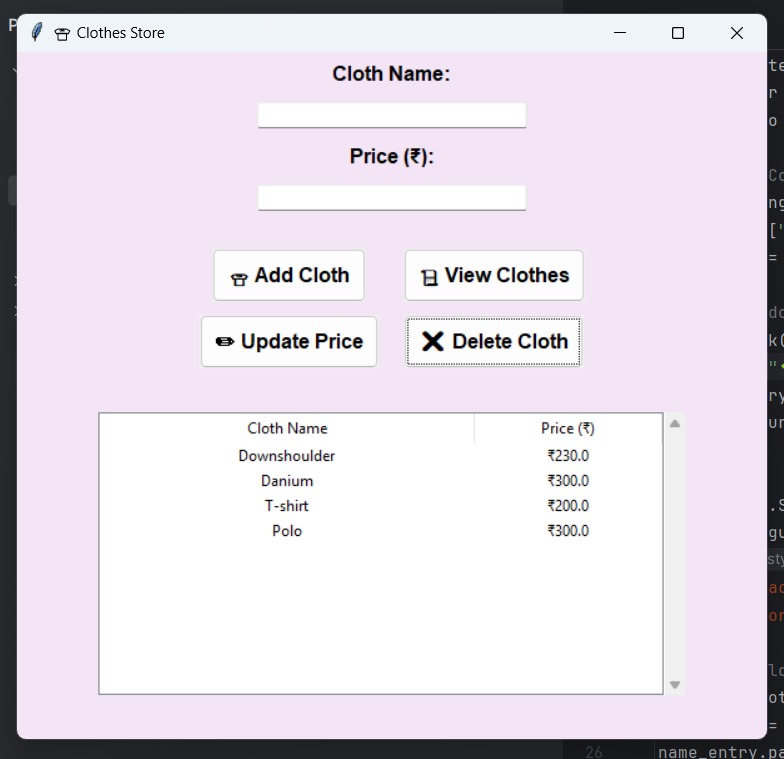 Clothes Store
Cloth Name:
Price (₹):
Add Cloth
View Clothes
Update Price
Delete Cloth
Cloth Name Price (₹)
Downshoulder ₹230.0
Danium ₹300.0
T-shirt ₹200.0
Polo ₹300.0
26 name_entry.pa